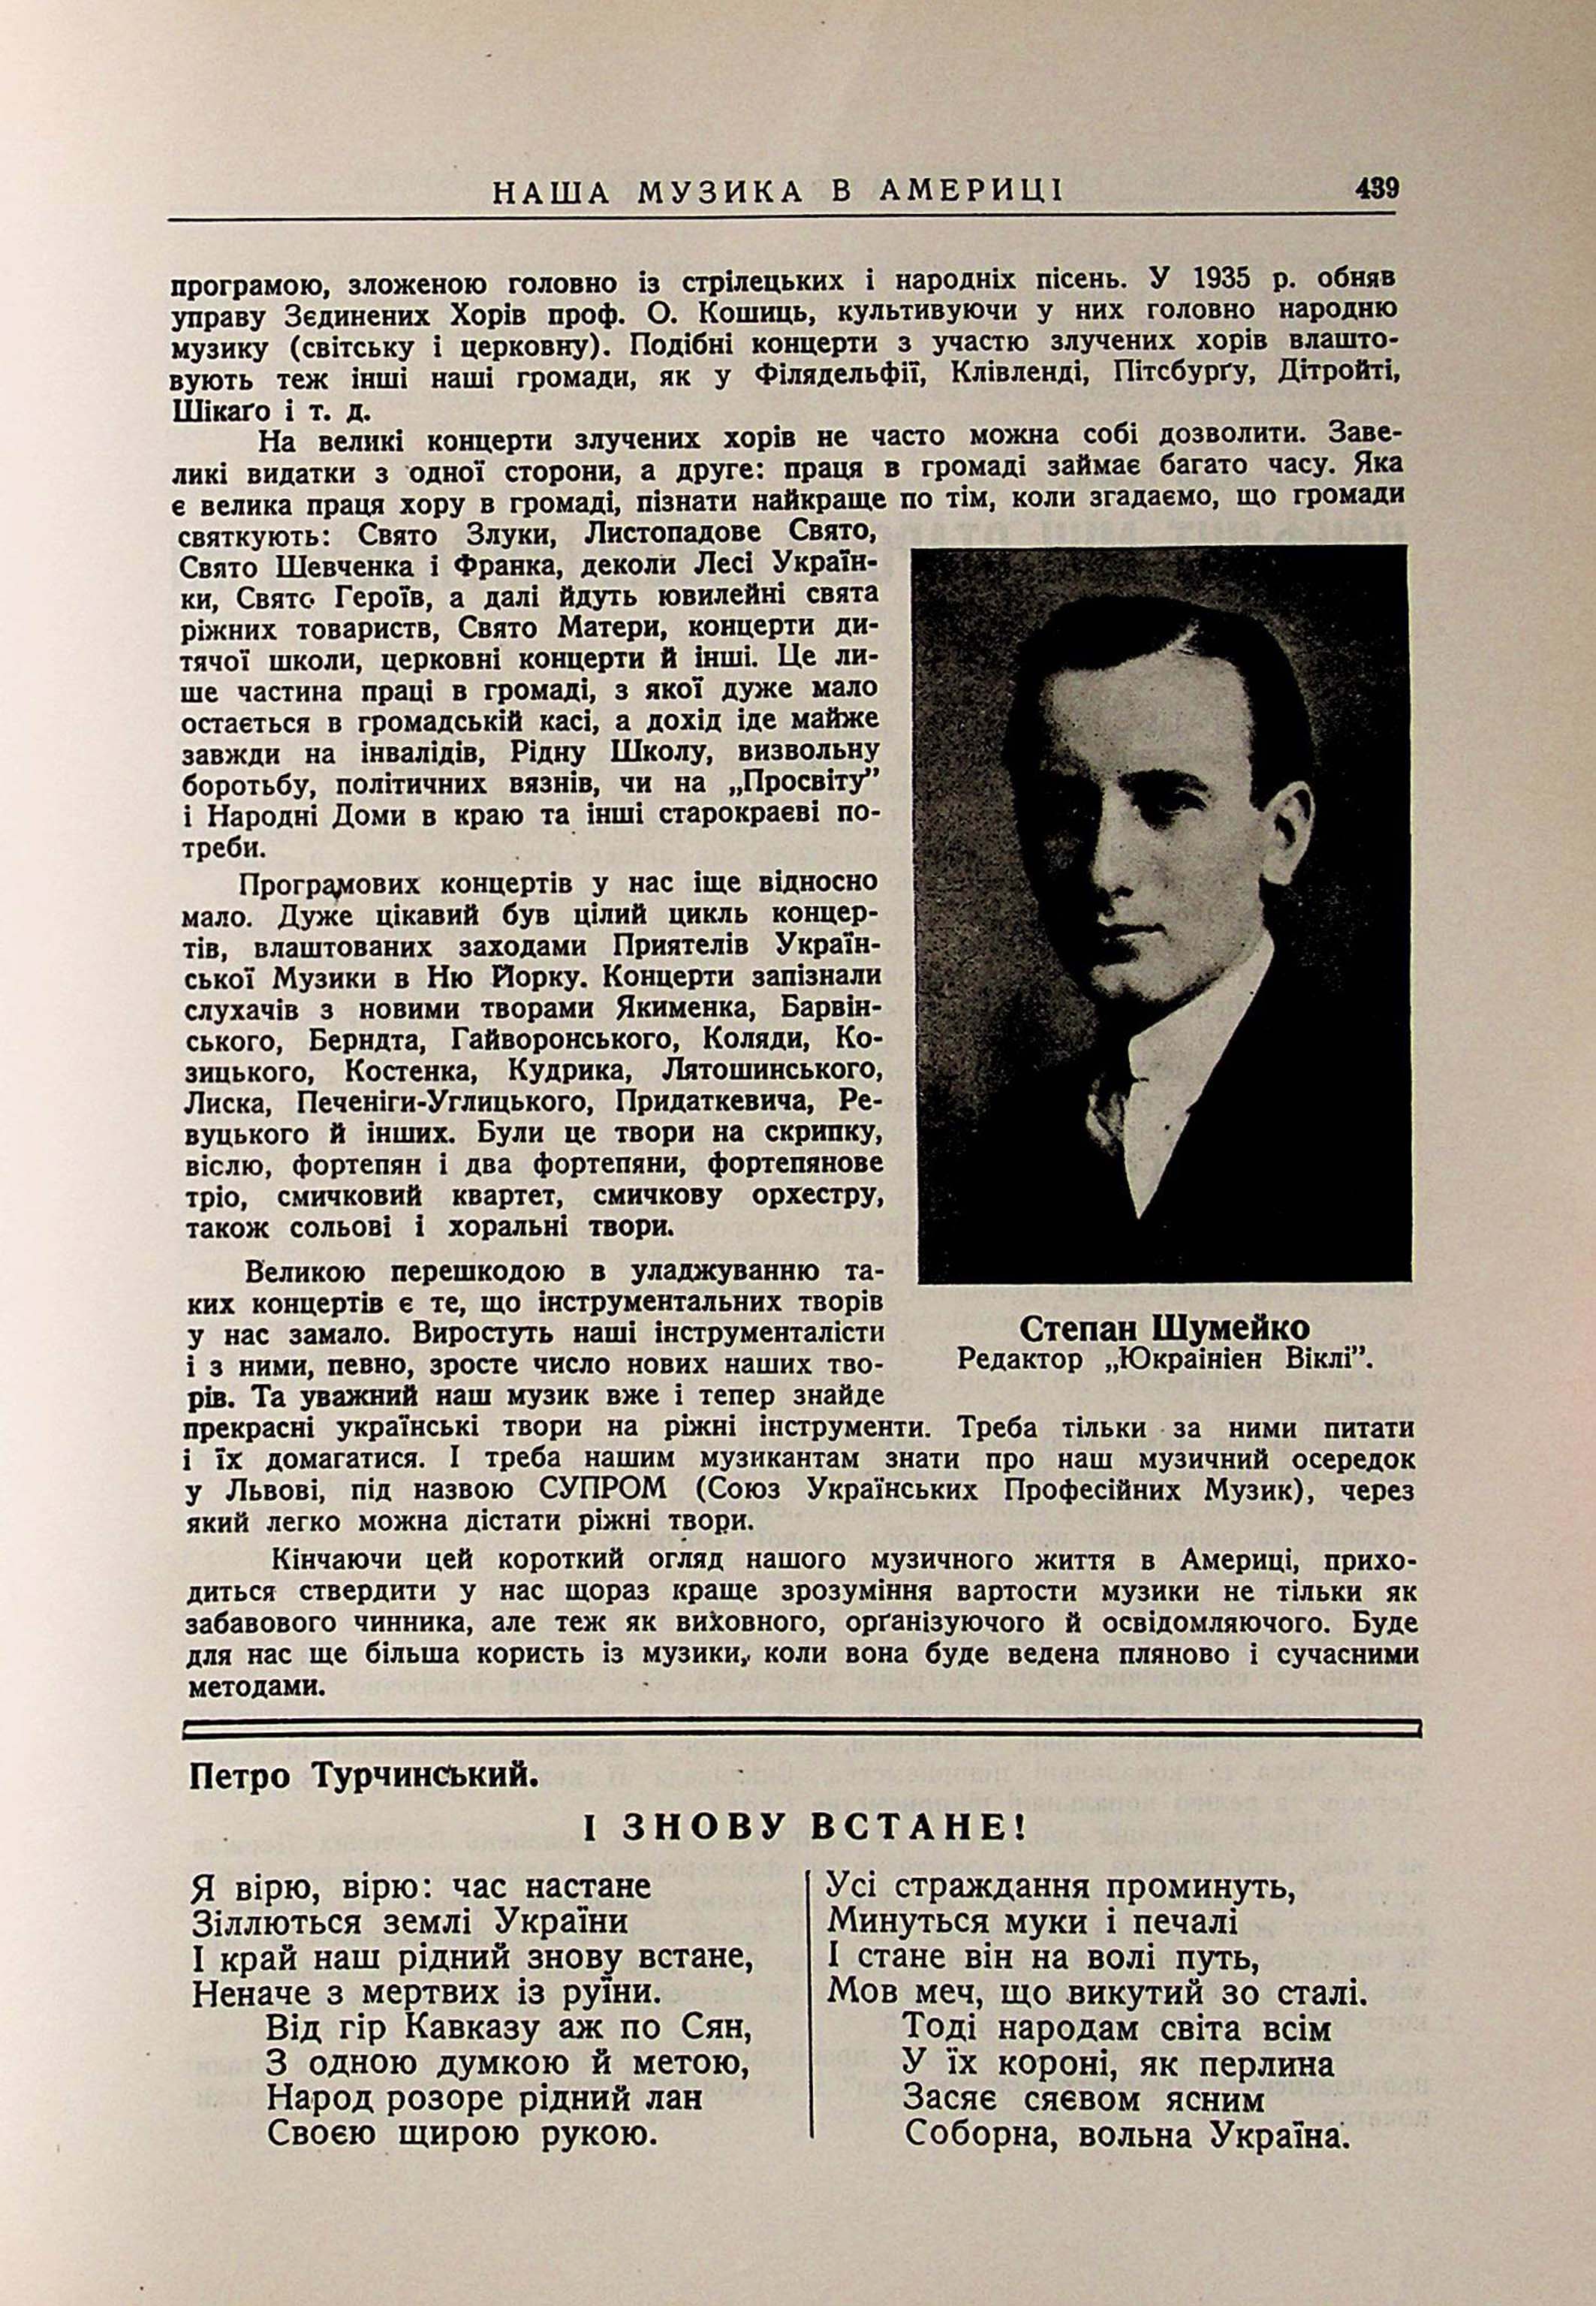 НАША МУЗИКА В АМЕРИЦІ 439
програмою, зложеною головно із стрілецьких і народніх пісень. У 1935 р. обняв
управу Зєдинених Хорів проф. О. Кошиць, культивуючи у них головно народню
музику (світську і церковну). Подібні концерти з участю злучених хорів влашто-
вують теж інші наші громади, як у Філядельфії, Клівленді, Пітсбурґу, Дітройті,
Шікаґо і т. д.
На великі концерти злучених хорів не часто можна собі дозволити. Заве-
ликі видатки з одної сторони, а друге: праця в громаді займає багато часу. Яка
є велика праця хору в громаді, пізнати найкраще по тім, коли згадаємо, що громади
святкують: Свято Злуки, Листопадове Свято,
Свято Шевченка і Франка, деколи Лесі Україн-
ки, Свято Героїв, а далі йдуть ювилейні свята
ріжних товариств, Свято Матери, концерти ди-
тячої школи, церковні концерти й інші. Це ли-
ше частина праці в громаді, з якої дуже мало
остається в громадській касі, а дохід іде майже
завжди на інвалідів, Рідну Школу, визвольну
боротьбу, політичних вязнів, чи на „Просвіту”
і Народні Доми в краю та інші старокраєві по-
треби.
Програмових концертів у нас іще відносно
мало. Дуже цікавий був цілий цикль концер-
тів, влаштованих заходами Приятелів Україн-
ської Музики в Ню Йорку. Концерти запізнали
слухачів з новими творами Якименка, Барвін-
ського, Берндта, Гайворонського, Коляди, Ко-
зицького, Костенка, Кудрика, Лятошинського,
Лиска, Печеніги-Углицького, Придаткевича, Ре-
вуцького й інших. Були це твори на скрипку,
віслю, фортепян і два фортепяни, фортепянове
тріо, смичковий квартет, смичкову орхестру,
також сольові і хоральні твори.
Великою перешкодою в уладжуванню та-
ких концертів є те, що інструментальних творів
у нас замало. Виростуть наші інструменталісти
і з ними, певно, зросте число нових наших тво-
рів. Та уважний наш музик вже і тепер знайде
прекрасні українські твори на ріжні інструменти. Треба тільки за ними питати
і їх домагатися. І треба нашим музикантам знати про наш музичний осередок
у Львові, під назвою СУПРОМ (Союз Українських Професійних Музик), через
який легко можна дістати ріжні твори.
Кінчаючи цей короткий огляд нашого музичного життя в Америці, прихо-
диться ствердити у нас щораз краще зрозуміння вартости музики не тільки як
забавового чинника, але теж як виховного, орґанізуючого й освідомляючого. Буде
для нас ще більша користь із музики, коли вона буде ведена пляново і сучасними
методами.
Степан Шумейко
Редактор „Юкраініен Віклі”.
Петро Турчинський.
І ЗНОВУ ВСТАНЕ!
Я вірю, вірю: час настане
Зіллються землі України
І край наш рідний знову встане,
Неначе з мертвих із руїни.
Від гір Кавказу аж по Сян,
З одною думкою й метою,
Народ розоре рідний лан
Своєю щирою рукою.
Усі страждання проминуть,
Минуться муки і печалі
І стане він на волі путь,
Мов меч, що викутий зо сталі.
Тоді народам світа всім
У їх короні, як перлина
Засяє сяєвом ясним
Соборна, вольна Україна.